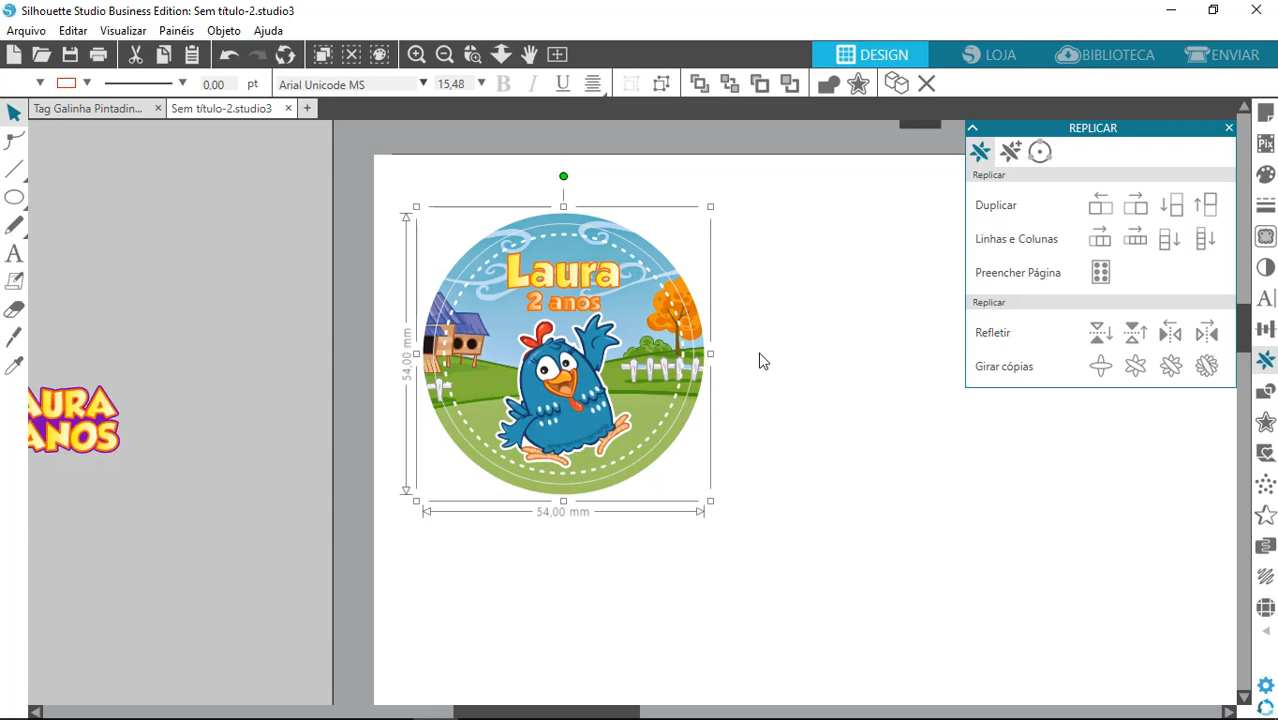 Silhouette Studio Business Edition: Sem título-2.studio3
Arquivo Editar Visualizar Painéis Objeto Ajuda
DESIGN LOJA BIBLIOTECA ENVIAR
0,00 pt Arial Unicode MS 15,48 B I U
Tag Galinha Pintadin... Sem título-2.studio3
REPLICAR
Replicar
Duplicar
Linhas e Colunas
Preencher Página
Replicar
Refletir
Girar cópias
Pix
Laura
2 anos
54,00 mm
54,00 mm
AURA
ANOS